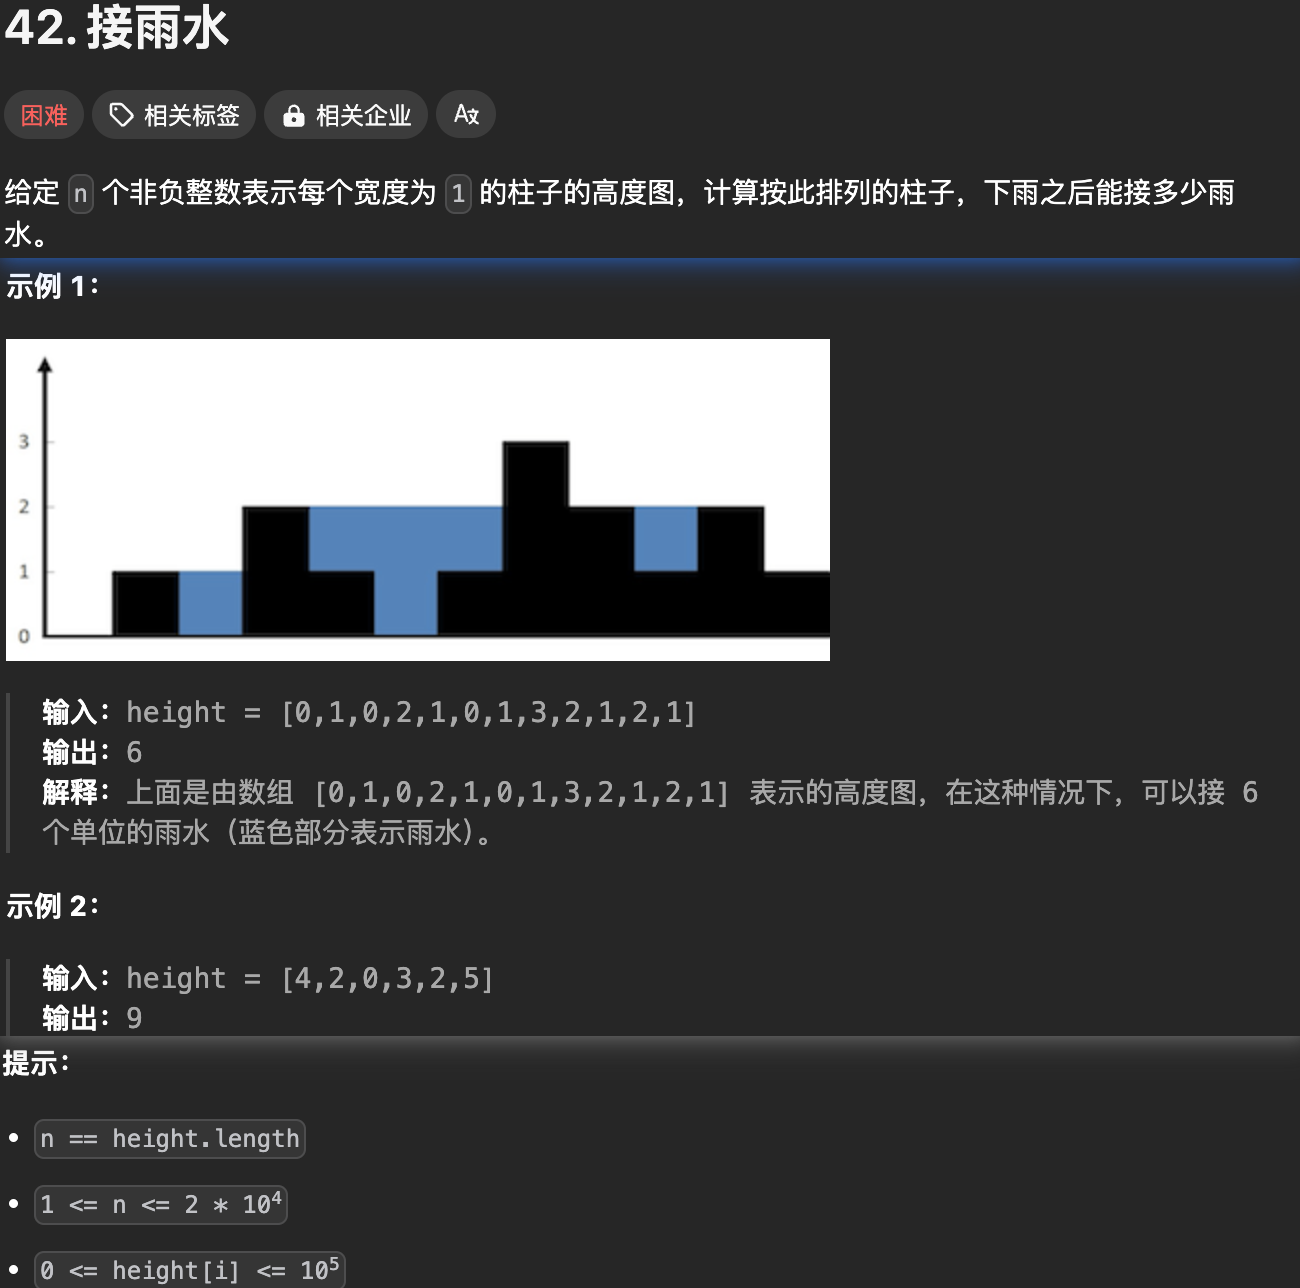 42. 接雨水
困难 相关标签 相关企业 A文
给定 n 个非负整数表示每个宽度为 1 的柱子的高度图，计算按此排列的柱子，下雨之后能接多少雨
水。
示例 1：
3
2
1
0
输入：height = [0,1,0,2,1,0,1,3,2,1,2,1]
输出：6
解释：上面是由数组 [0,1,0,2,1,0,1,3,2,1,2,1] 表示的高度图，在这种情况下，可以接 6
个单位的雨水（蓝色部分表示雨水）。
示例 2：
输入：height = [4,2,0,3,2,5]
输出：9
提示：
• n == height.length
• 1 <= n <= 2 * 10⁴
• 0 <= height[i] <= 10⁵